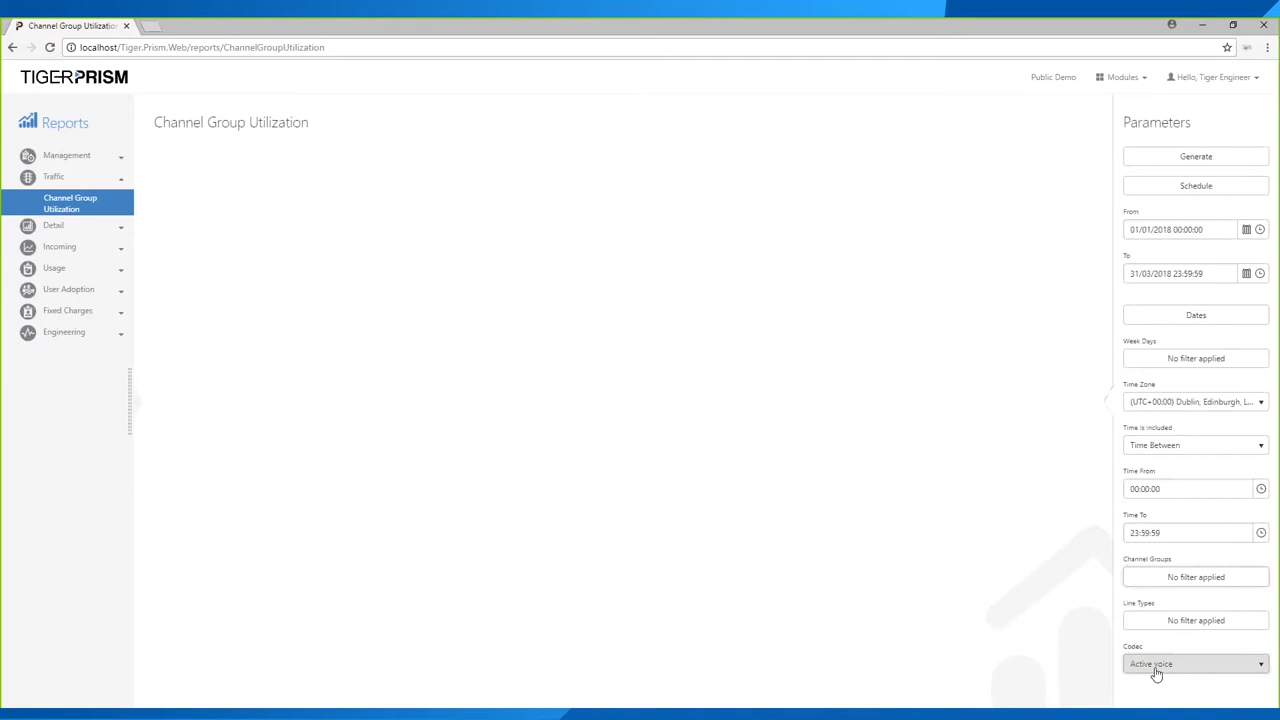 Channel Group Utilizatio
localhost/Tiger.Prism.Web/reports/ChannelGroupUtilization
TIGER PRISM
Public Demo
Modules
Hello, Tiger Engineer
Reports
Management
Traffic
Channel Group
Utilization
Detail
Incoming
Usage
User Adoption
Fixed Charges
Engineering
Channel Group Utilization
Parameters
Generate
Schedule
From
01/01/2018 00:00:00
To
31/03/2018 23:59:59
Dates
Week Days
No filter applied
Time Zone
(UTC+00:00) Dublin, Edinburgh, L...
Time is included
Time Between
Time From
00:00:00
Time To
23:59:59
Channel Groups
No filter applied
Line Types
No filter applied
Codec
Active voice